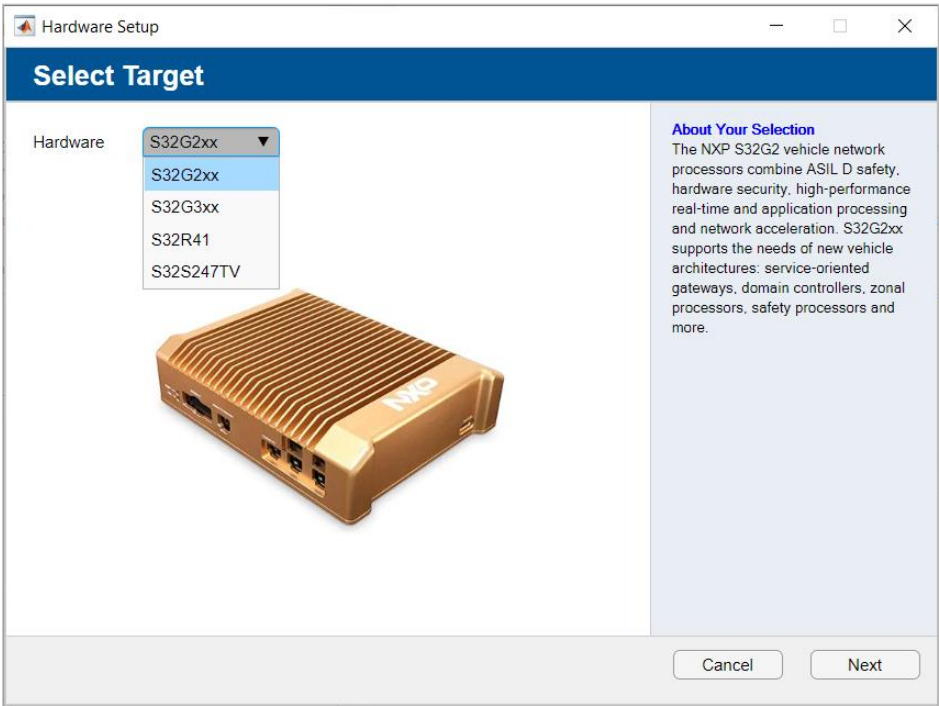 Hardware Setup
Select Target
Hardware
S32G2xx
S32G2xx
S32G3xx
S32R41
S32S247TV
NXP
About Your Selection
The NXP S32G2 vehicle network
processors combine ASIL D safety,
hardware security, high-performance
real-time and application processing
and network acceleration. S32G2xx
supports the needs of new vehicle
architectures: service-oriented
gateways, domain controllers, zonal
processors, safety processors and
more.
Cancel
Next